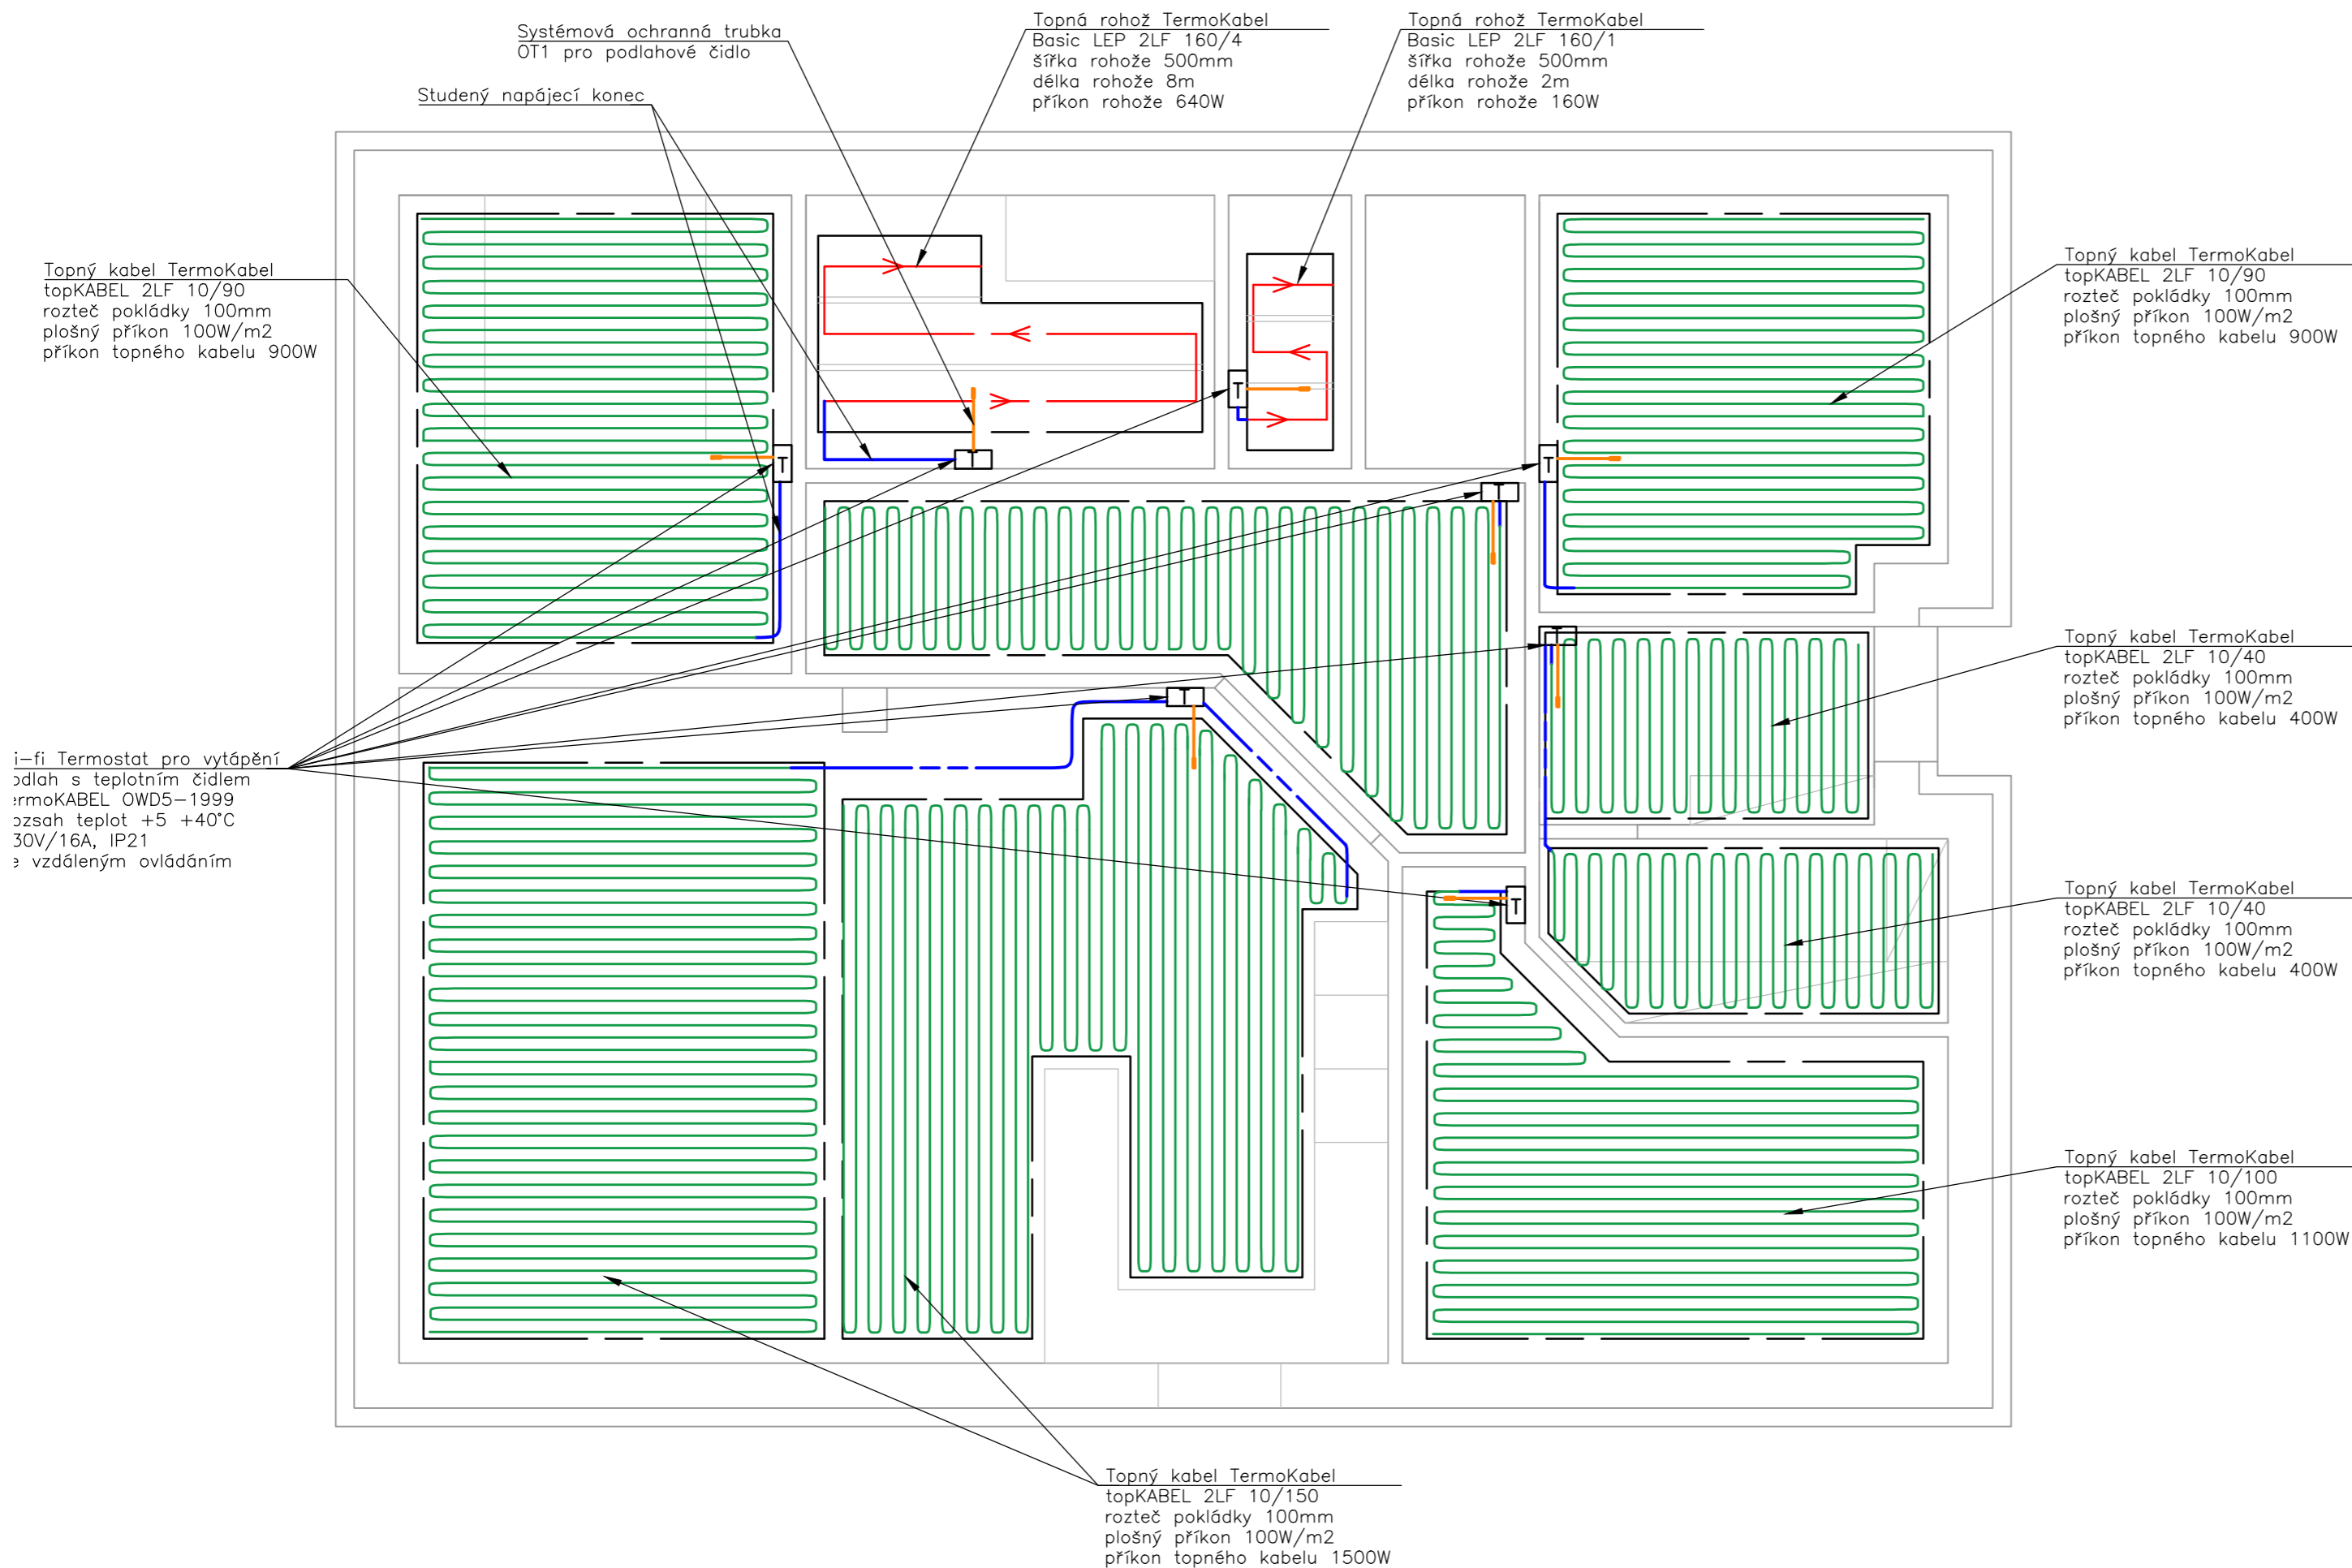 Systémová ochranná trubka
OT1 pro podlahové čidlo
Studený napájecí konec
Topná rohož TermoKabel
Basic LEP 2LF 160/4
šířka rohože 500mm
délka rohože 8m
příkon rohože 640W
Topná rohož TermoKabel
Basic LEP 2LF 160/1
šířka rohože 500mm
délka rohože 2m
příkon rohože 160W
Topný kabel TermoKabel
topKABEL 2LF 10/90
rozteč pokládky 100mm
plošný příkon 100W/m2
příkon topného kabelu 900W
Topný kabel TermoKabel
topKABEL 2LF 10/90
rozteč pokládky 100mm
plošný příkon 100W/m2
příkon topného kabelu 900W
T
T
T
T
T
T
T
T
Topný kabel TermoKabel
topKABEL 2LF 10/40
rozteč pokládky 100mm
plošný příkon 100W/m2
příkon topného kabelu 400W
i-fi Termostat pro vytápění
odlah s teplotním čidlem
ermoKABEL OWD5-1999
ozsah teplot +5 +40°C
30V/16A, IP21
e vzdáleným ovládáním
Topný kabel TermoKabel
topKABEL 2LF 10/40
rozteč pokládky 100mm
plošný příkon 100W/m2
příkon topného kabelu 400W
Topný kabel TermoKabel
topKABEL 2LF 10/100
rozteč pokládky 100mm
plošný příkon 100W/m2
příkon topného kabelu 1100W
Topný kabel TermoKabel
topKABEL 2LF 10/150
rozteč pokládky 100mm
plošný příkon 100W/m2
příkon topného kabelu 1500W